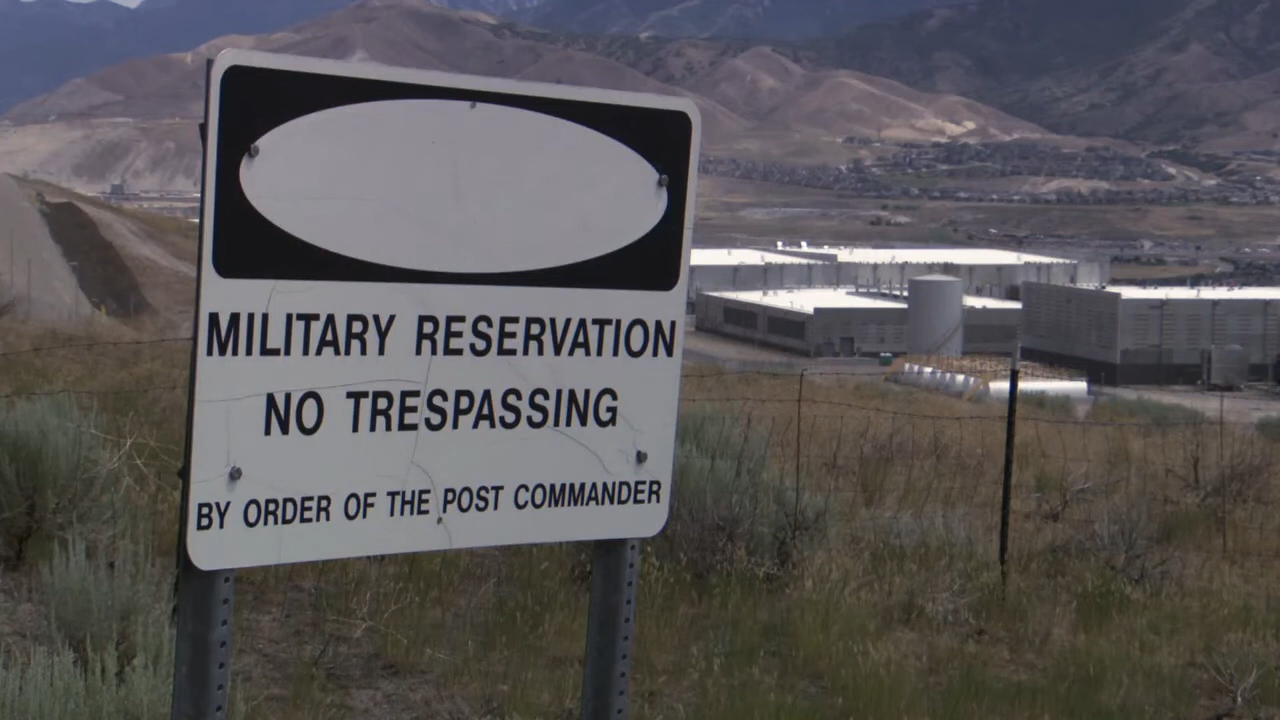 MILITARY RESERVATION
NO TRESPASSING
BY ORDER OF THE POST COMMANDER